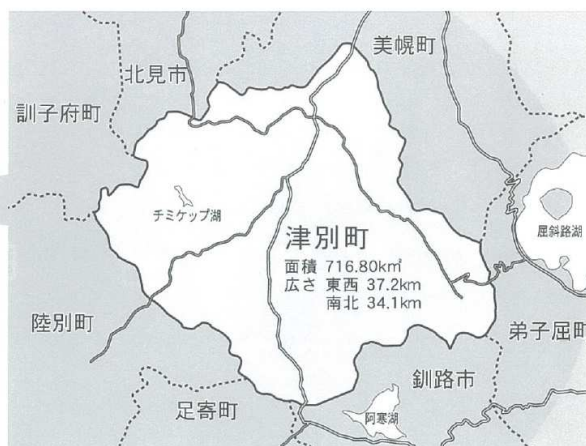 美幌町
北見市
訓子府町
チミケップ湖
屈斜路湖
津別町
面積 716.80k㎡
広さ 東西 37.2km
南北 34.1km
陸別町
弟子屈町
釧路市
足寄町
阿寒湖